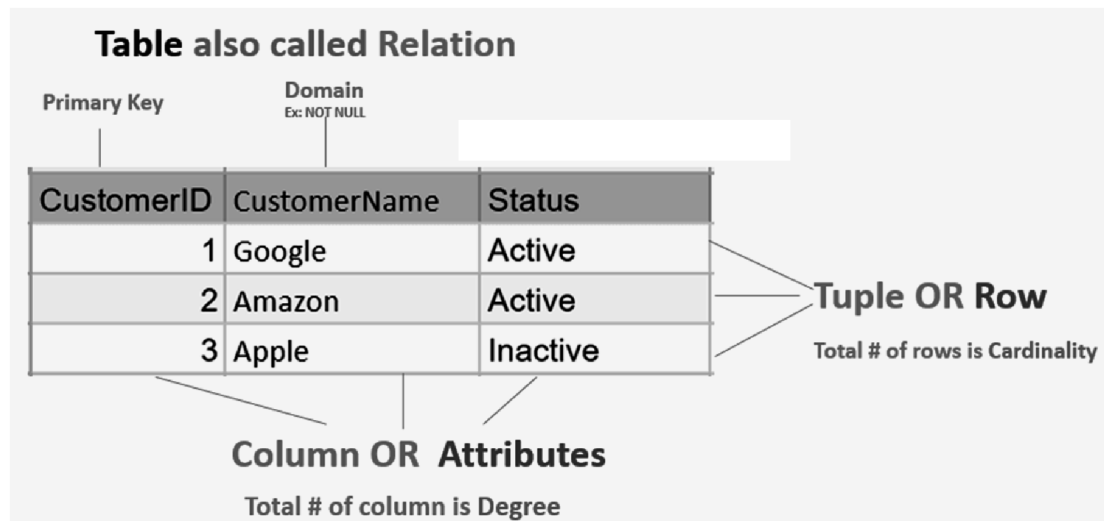 Table also called Relation
Primary Key
Domain
Ex: NOT NULL
CustomerID CustomerName Status
1 Google Active
2 Amazon Active
3 Apple Inactive
Tuple OR Row
Total # of rows is Cardinality
Column OR Attributes
Total # of column is Degree